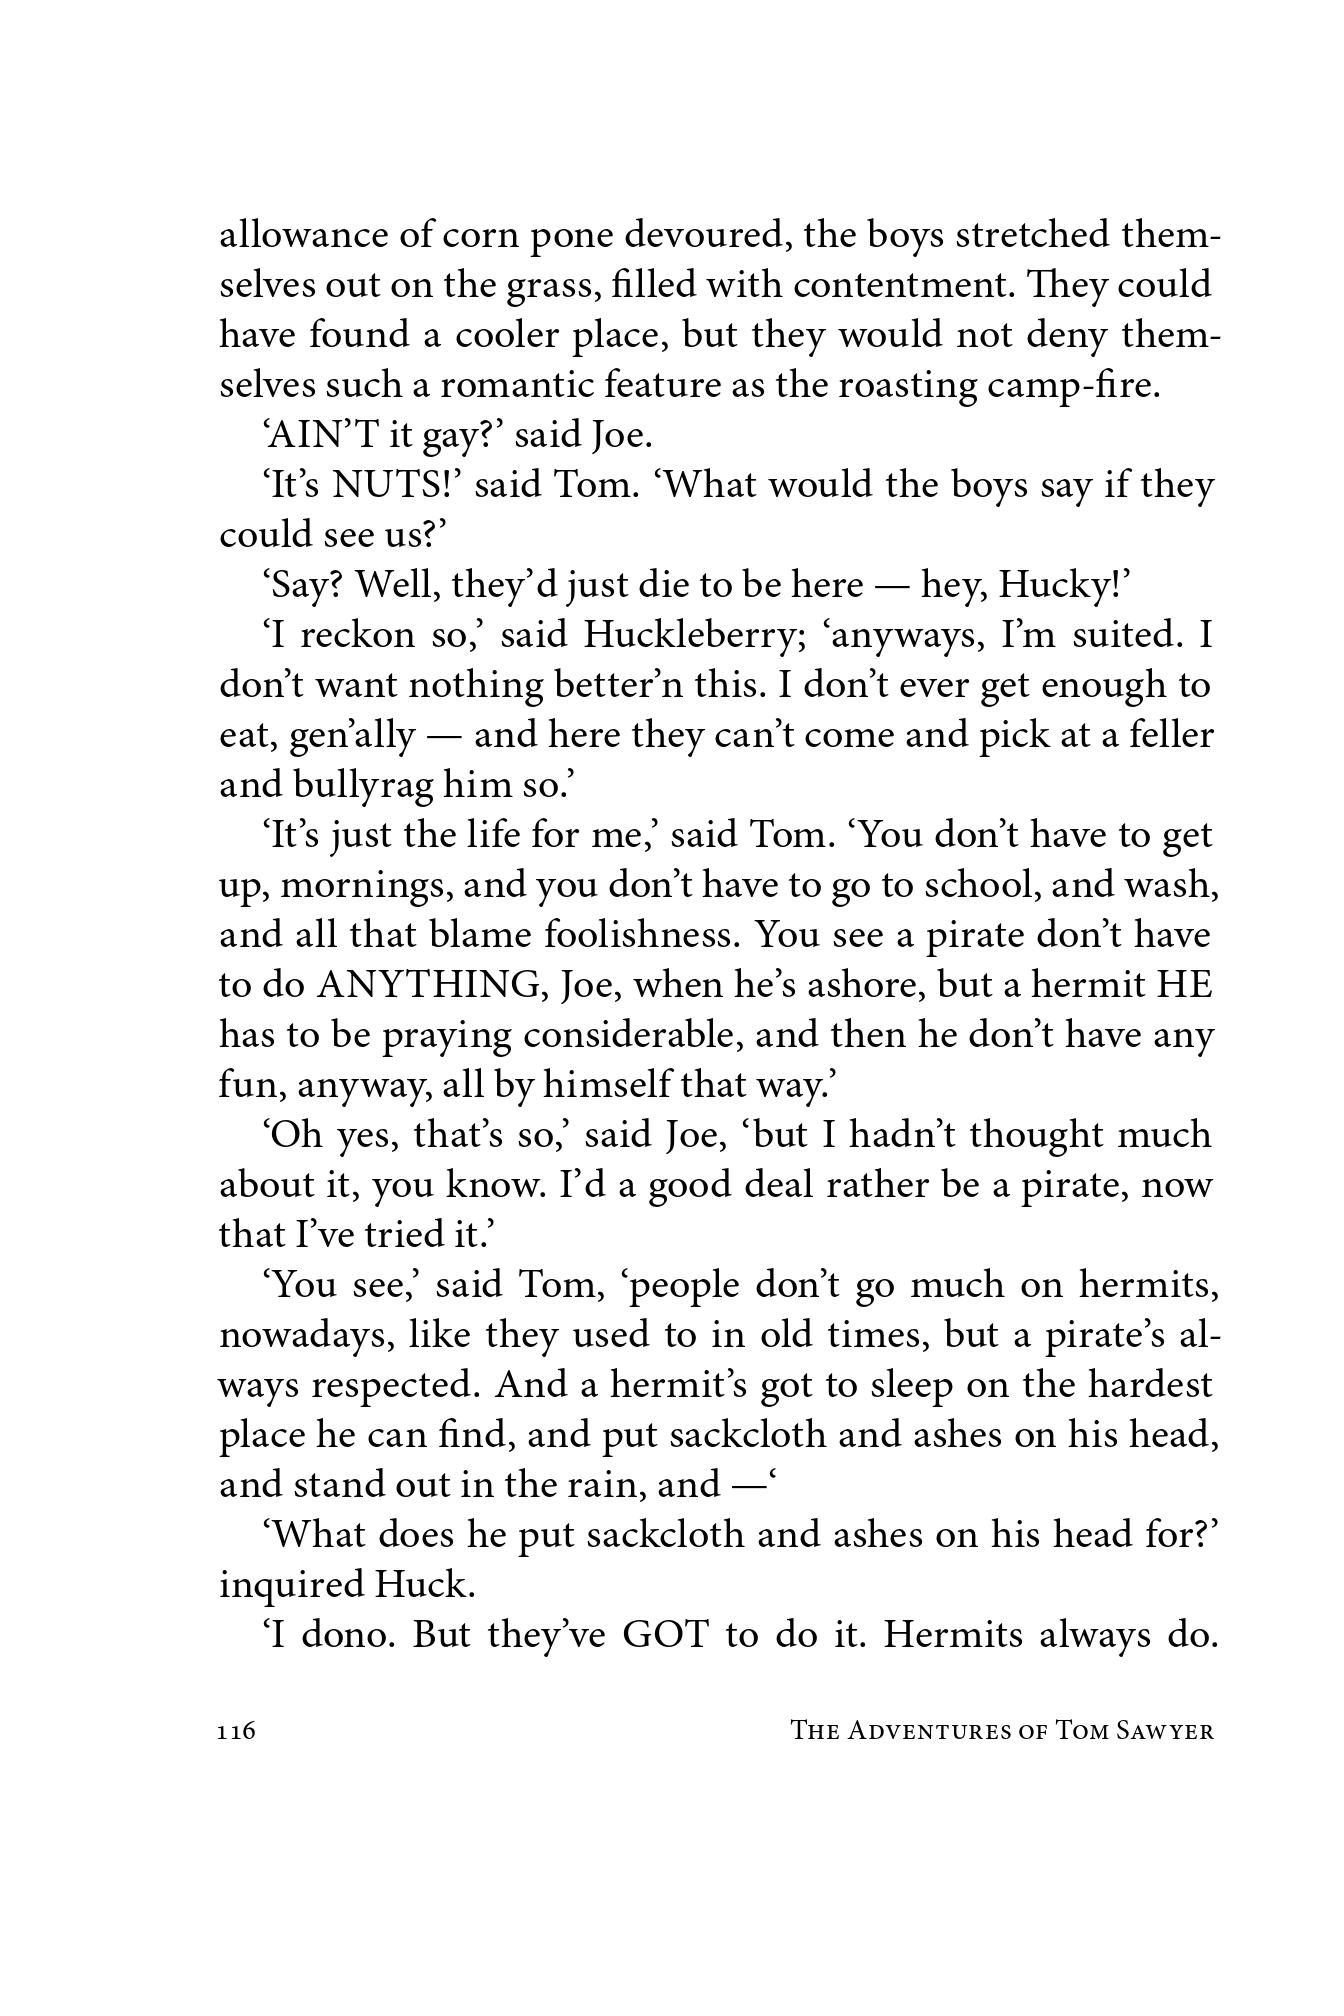 allowance of corn pone devoured, the boys stretched them-
selves out on the grass, filled with contentment. They could
have found a cooler place, but they would not deny them-
selves such a romantic feature as the roasting camp-fire.
‘AIN’T it gay?’ said Joe.
‘It’s NUTS!’ said Tom. ‘What would the boys say if they
could see us?’
‘Say? Well, they’d just die to be here — hey, Hucky!’
‘I reckon so,’ said Huckleberry; ‘anyways, I’m suited. I
don’t want nothing better’n this. I don’t ever get enough to
eat, gen’ally — and here they can’t come and pick at a feller
and bullyrag him so.’
‘It’s just the life for me,’ said Tom. ‘You don’t have to get
up, mornings, and you don’t have to go to school, and wash,
and all that blame foolishness. You see a pirate don’t have
to do ANYTHING, Joe, when he’s ashore, but a hermit HE
has to be praying considerable, and then he don’t have any
fun, anyway, all by himself that way.’
‘Oh yes, that’s so,’ said Joe, ‘but I hadn’t thought much
about it, you know. I’d a good deal rather be a pirate, now
that I’ve tried it.’
‘You see,’ said Tom, ‘people don’t go much on hermits,
nowadays, like they used to in old times, but a pirate’s al-
ways respected. And a hermit’s got to sleep on the hardest
place he can find, and put sackcloth and ashes on his head,
and stand out in the rain, and —‘
‘What does he put sackcloth and ashes on his head for?’
inquired Huck.
‘I dono. But they’ve GOT to do it. Hermits always do.
116 The Adventures of Tom Sawyer